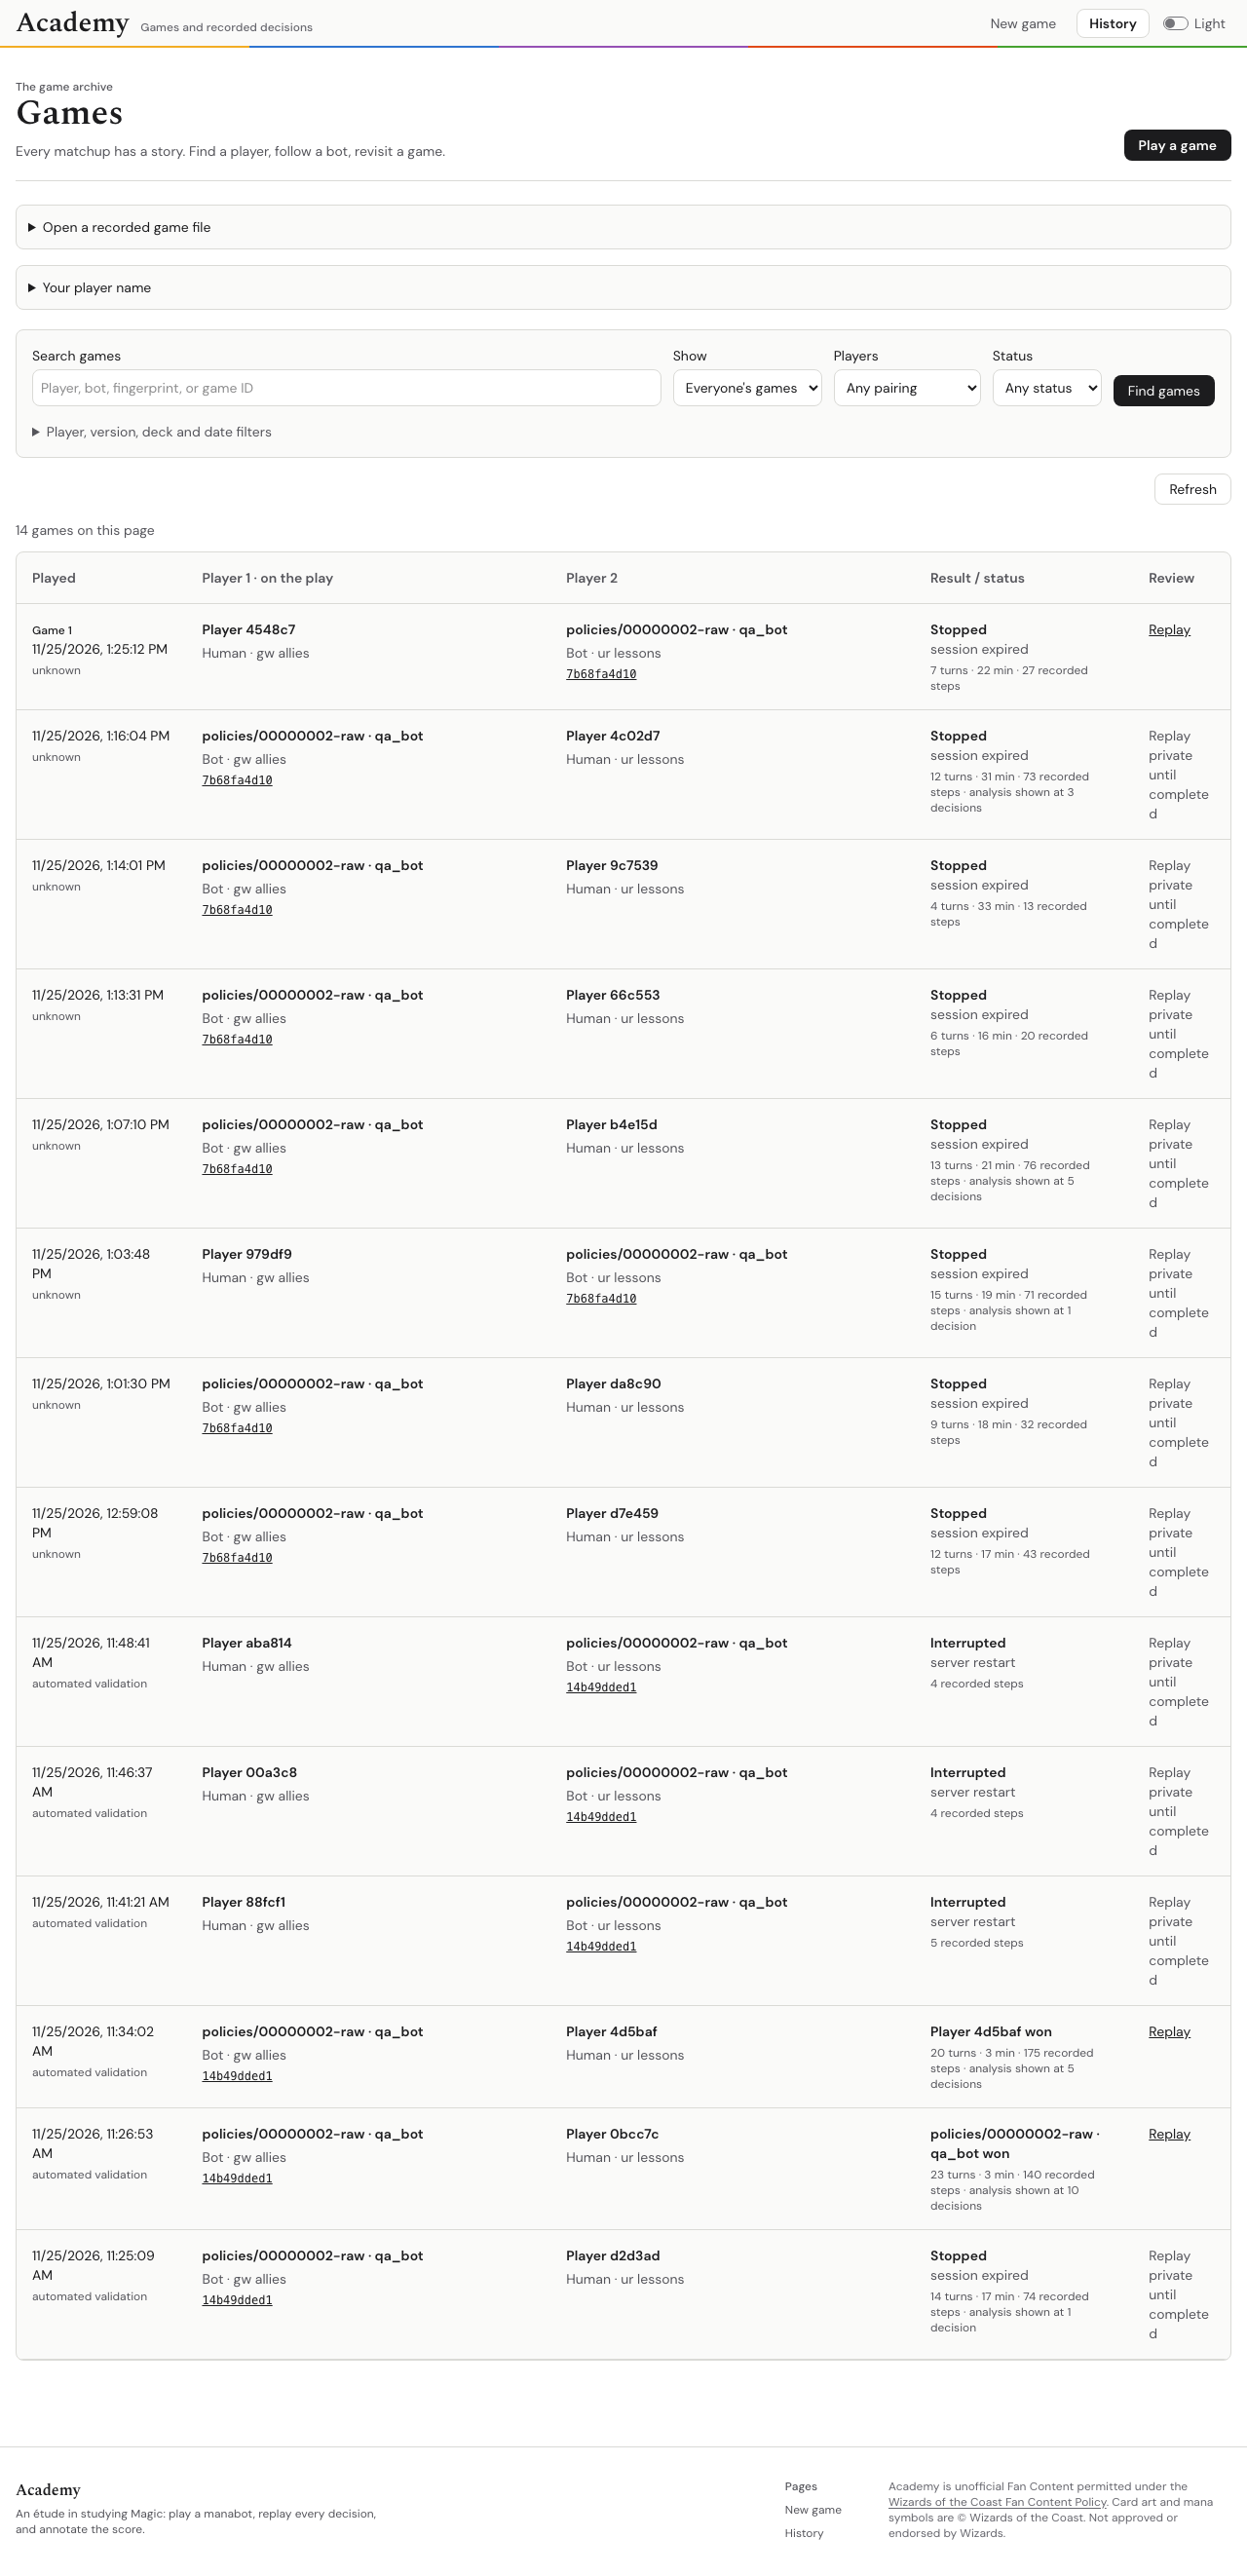 Academy Games and recorded decisions New game History Light
The game archive
Games
Every matchup has a story. Find a player, follow a bot, revisit a game.
Play a game
Open a recorded game file
Your player name
Search games Show Players Status
Player, bot, fingerprint, or game ID Everyone's games Any pairing Any status Find games
Player, version, deck and date filters
Refresh
14 games on this page
Played Player 1 · on the play Player 2 Result / status Review
Game 1
11/25/2026, 1:25:12 PM
unknown
Player 4548c7
Human · gw allies
policies/00000002-raw · qa_bot
Bot · ur lessons
7b68fa4d10
Stopped
session expired
7 turns · 22 min · 27 recorded
steps
Replay
11/25/2026, 1:16:04 PM
unknown
policies/00000002-raw · qa_bot
Bot · gw allies
7b68fa4d10
Player 4c02d7
Human · ur lessons
Stopped
session expired
12 turns · 31 min · 73 recorded
steps · analysis shown at 3
decisions
Replay
private
until
complete
d
11/25/2026, 1:14:01 PM
unknown
policies/00000002-raw · qa_bot
Bot · gw allies
7b68fa4d10
Player 9c7539
Human · ur lessons
Stopped
session expired
4 turns · 33 min · 13 recorded
steps
Replay
private
until
complete
d
11/25/2026, 1:13:31 PM
unknown
policies/00000002-raw · qa_bot
Bot · gw allies
7b68fa4d10
Player 66c553
Human · ur lessons
Stopped
session expired
6 turns · 16 min · 20 recorded
steps
Replay
private
until
complete
d
11/25/2026, 1:07:10 PM
unknown
policies/00000002-raw · qa_bot
Bot · gw allies
7b68fa4d10
Player b4e15d
Human · ur lessons
Stopped
session expired
13 turns · 21 min · 76 recorded
steps · analysis shown at 5
decisions
Replay
private
until
complete
d
11/25/2026, 1:03:48
PM
unknown
Player 979df9
Human · gw allies
policies/00000002-raw · qa_bot
Bot · ur lessons
7b68fa4d10
Stopped
session expired
15 turns · 19 min · 71 recorded
steps · analysis shown at 1
decision
Replay
private
until
complete
d
11/25/2026, 1:01:30 PM
unknown
policies/00000002-raw · qa_bot
Bot · gw allies
7b68fa4d10
Player da8c90
Human · ur lessons
Stopped
session expired
9 turns · 18 min · 32 recorded
steps
Replay
private
until
complete
d
11/25/2026, 12:59:08
PM
unknown
policies/00000002-raw · qa_bot
Bot · gw allies
7b68fa4d10
Player d7e459
Human · ur lessons
Stopped
session expired
12 turns · 17 min · 43 recorded
steps
Replay
private
until
complete
d
11/25/2026, 11:48:41
AM
automated validation
Player aba814
Human · gw allies
policies/00000002-raw · qa_bot
Bot · ur lessons
14b49dded1
Interrupted
server restart
4 recorded steps
Replay
private
until
complete
d
11/25/2026, 11:46:37
AM
automated validation
Player 00a3c8
Human · gw allies
policies/00000002-raw · qa_bot
Bot · ur lessons
14b49dded1
Interrupted
server restart
4 recorded steps
Replay
private
until
complete
d
11/25/2026, 11:41:21 AM
automated validation
Player 88fcf1
Human · gw allies
policies/00000002-raw · qa_bot
Bot · ur lessons
14b49dded1
Interrupted
server restart
5 recorded steps
Replay
private
until
complete
d
11/25/2026, 11:34:02
AM
automated validation
policies/00000002-raw · qa_bot
Bot · gw allies
14b49dded1
Player 4d5baf
Human · ur lessons
Player 4d5baf won
20 turns · 3 min · 175 recorded
steps · analysis shown at 5
decisions
Replay
11/25/2026, 11:26:53
AM
automated validation
policies/00000002-raw · qa_bot
Bot · gw allies
14b49dded1
Player 0bcc7c
Human · ur lessons
policies/00000002-raw ·
qa_bot won
23 turns · 3 min · 140 recorded
steps · analysis shown at 10
decisions
Replay
11/25/2026, 11:25:09
AM
automated validation
policies/00000002-raw · qa_bot
Bot · gw allies
14b49dded1
Player d2d3ad
Human · ur lessons
Stopped
session expired
14 turns · 17 min · 74 recorded
steps · analysis shown at 1
decision
Replay
private
until
complete
d
Academy
An étude in studying Magic: play a manabot, replay every decision,
and annotate the score.
Pages
New game
History
Academy is unofficial Fan Content permitted under the
Wizards of the Coast Fan Content Policy. Card art and mana
symbols are © Wizards of the Coast. Not approved or
endorsed by Wizards.